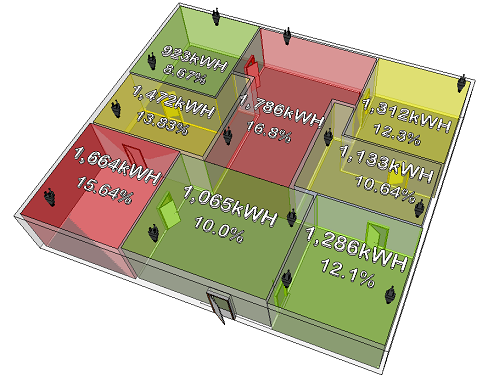 923kWH
8.67%
1,472kWH
13.83%
1,786kWH
16.8%
1,312kWH
12.3%
1,133kWH
10.64%
1,664kWH
15.64%
1,065kWH
10.0%
1,286kWH
12.1%